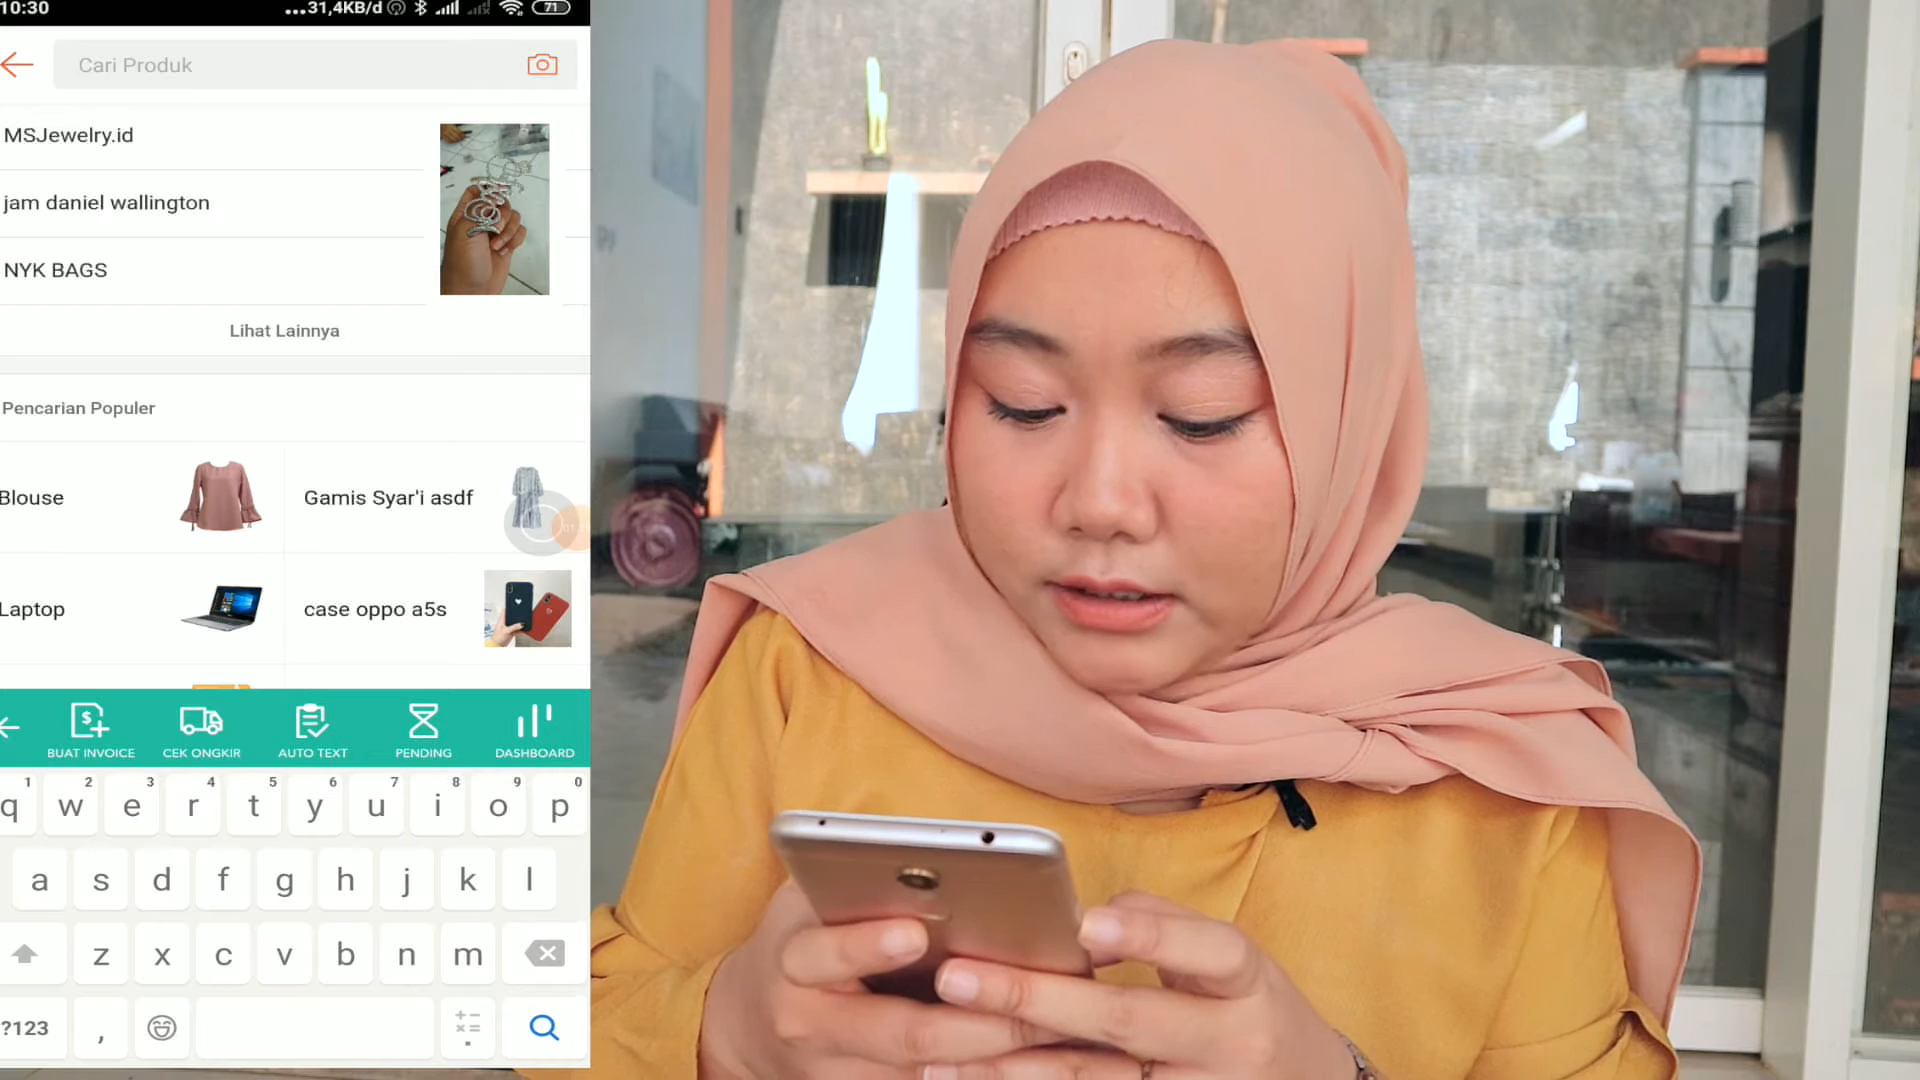 10:30 ...31,4KB/d 71
Cari Produk
MSJewelry.id
jam daniel wallington
NYK BAGS
Lihat Lainnya
Pencarian Populer
Blouse Gamis Syar'i asdf
Laptop case oppo a5s
BUAT INVOICE CEK ONGKIR AUTO TEXT PENDING DASHBOARD
1 2 3 4 5 6 7 8 9 0
q w e r t y u i o p
a s d f g h j k l
z x c v b n m
?123 ,